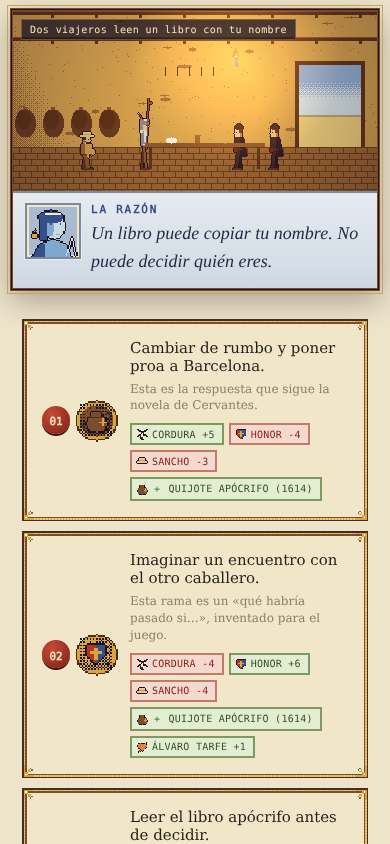 Dos viajeros leen un libro con tu nombre
LA RAZÓN
Un libro puede copiar tu nombre. No
puede decidir quién eres.
01
Cambiar de rumbo y poner
proa a Barcelona.
Esta es la respuesta que sigue la
novela de Cervantes.
CORDURA +5
HONOR -4
SANCHO -3
+ QUIJOTE APÓCRIFO (1614)
02
Imaginar un encuentro con
el otro caballero.
Esta rama es un «qué habría
pasado si...», inventado para el
juego.
CORDURA -4
HONOR +6
SANCHO -4
+ QUIJOTE APÓCRIFO (1614)
ÁLVARO TARFE +1
Leer el libro apócrifo antes
de decidir.